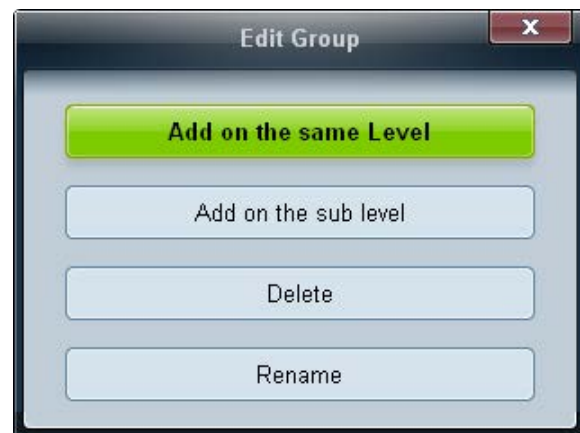 Edit Group
x
Add on the same Level
Add on the sub level
Delete
Rename